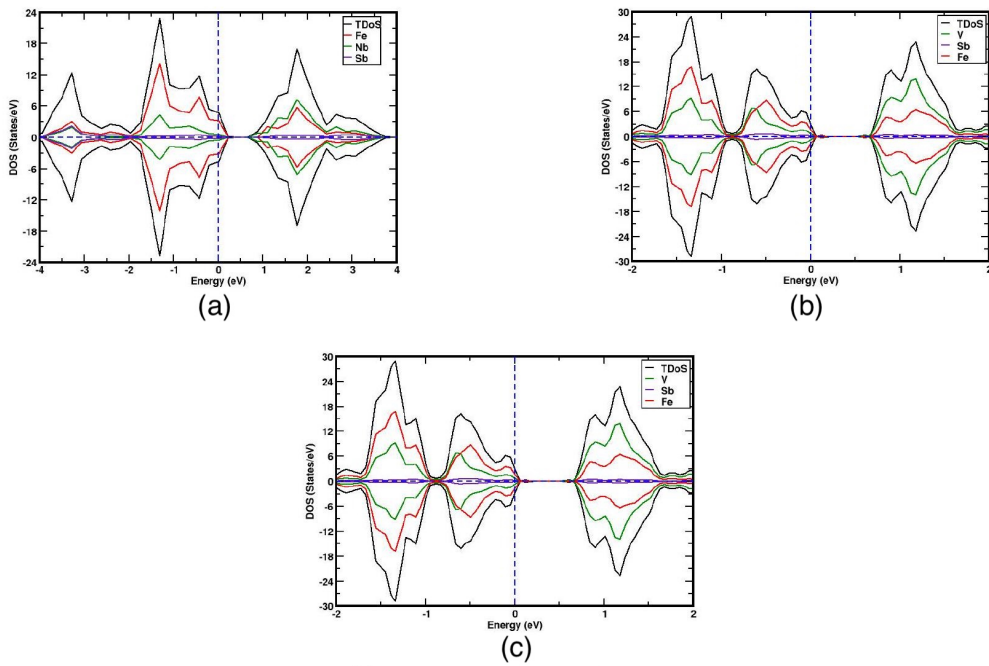 24
18
12
6
0
-6
-12
-18
-24
DOS (States/eV)
-4 -3 -2 -1 0 1 2 3 4
Energy (eV)
TDoS
Fe
Nb
Sb
(a)
30
24
18
12
6
0
-6
-12
-18
-24
-30
DOS (States/eV)
-2 -1 0 1 2
Energy (eV)
TDoS
V
Sb
Fe
(b)
30
24
18
12
6
0
-6
-12
-18
-24
-30
DOS (States/eV)
-2 -1 0 1 2
Energy (eV)
TDoS
V
Sb
Fe
(c)